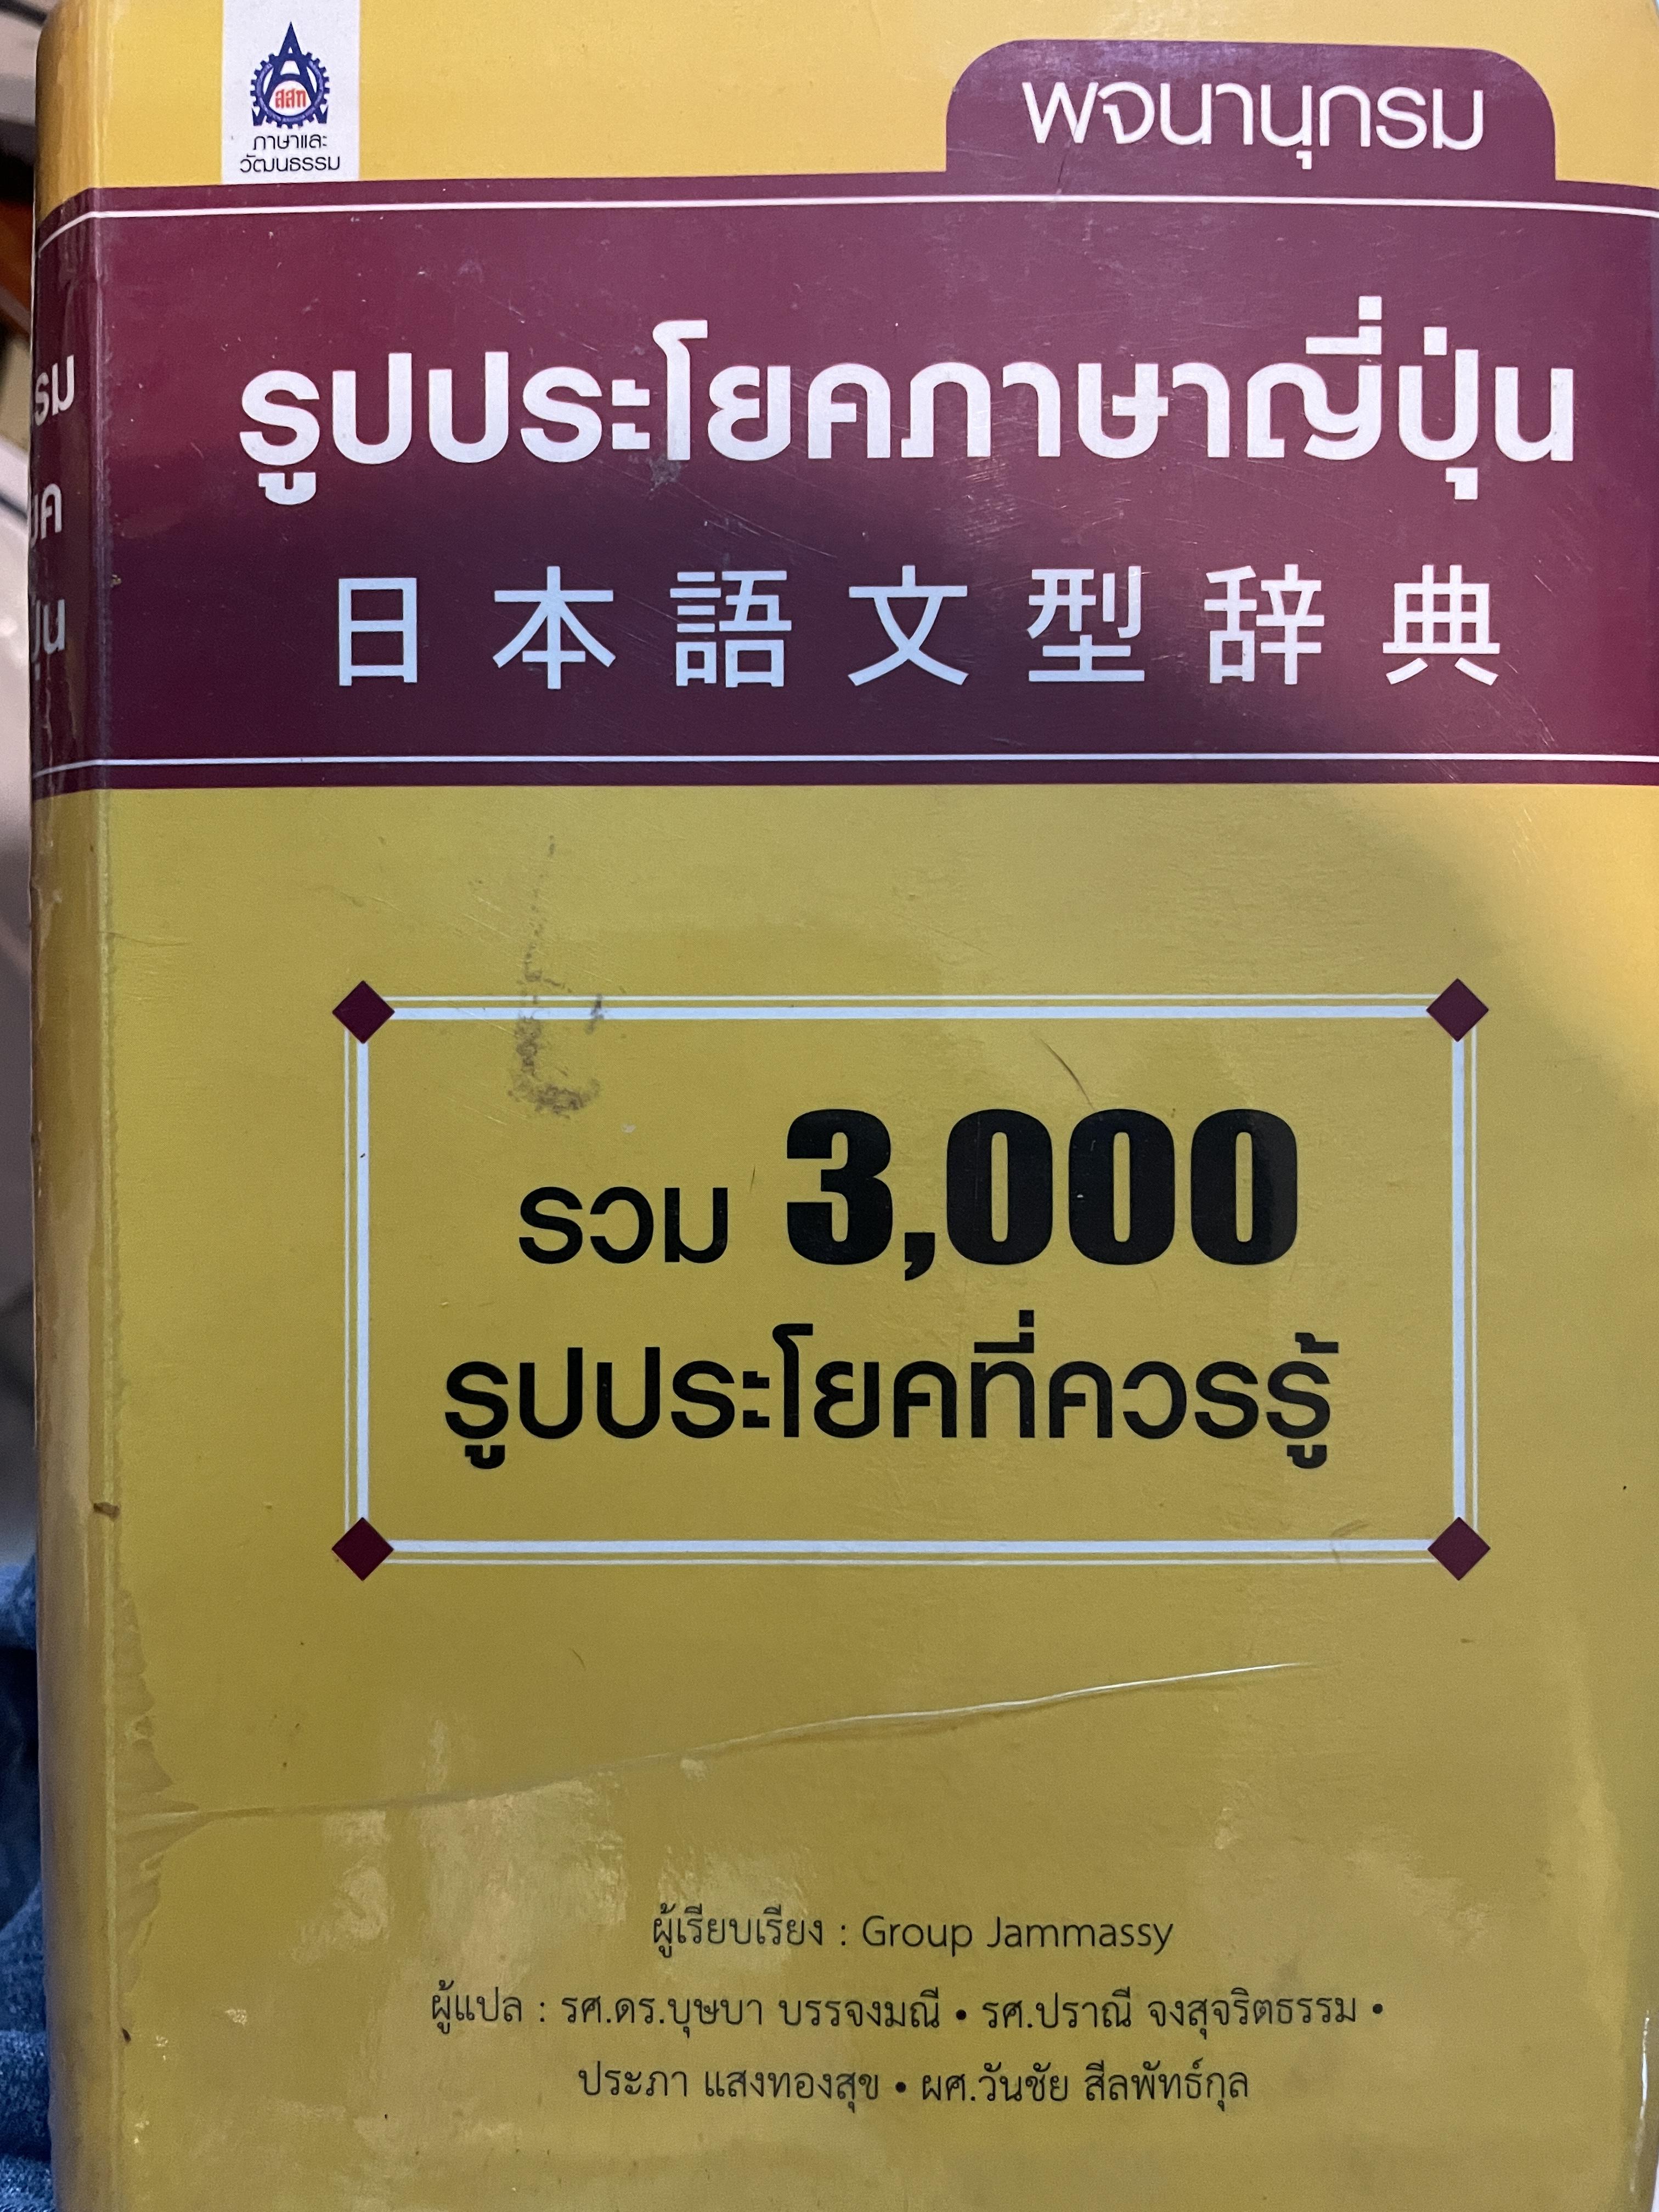 สสท
ภาษาและ
วัฒนธรรม
พจนานุกรม
รูปประโยคภาษาญี่ปุ่น
日本語文型辞典
รวม 3,000
รูปประโยคที่ควรรู้
ผู้เรียบเรียง : Group Jammassy
ผู้แปล : รศ.ดร.บุษบา บรรจงมณี • รศ.ปราณี จงสุจริตธรรม •
ประภา แสงทองสุข • ผศ.วันชัย สีลพัทธ์กุล